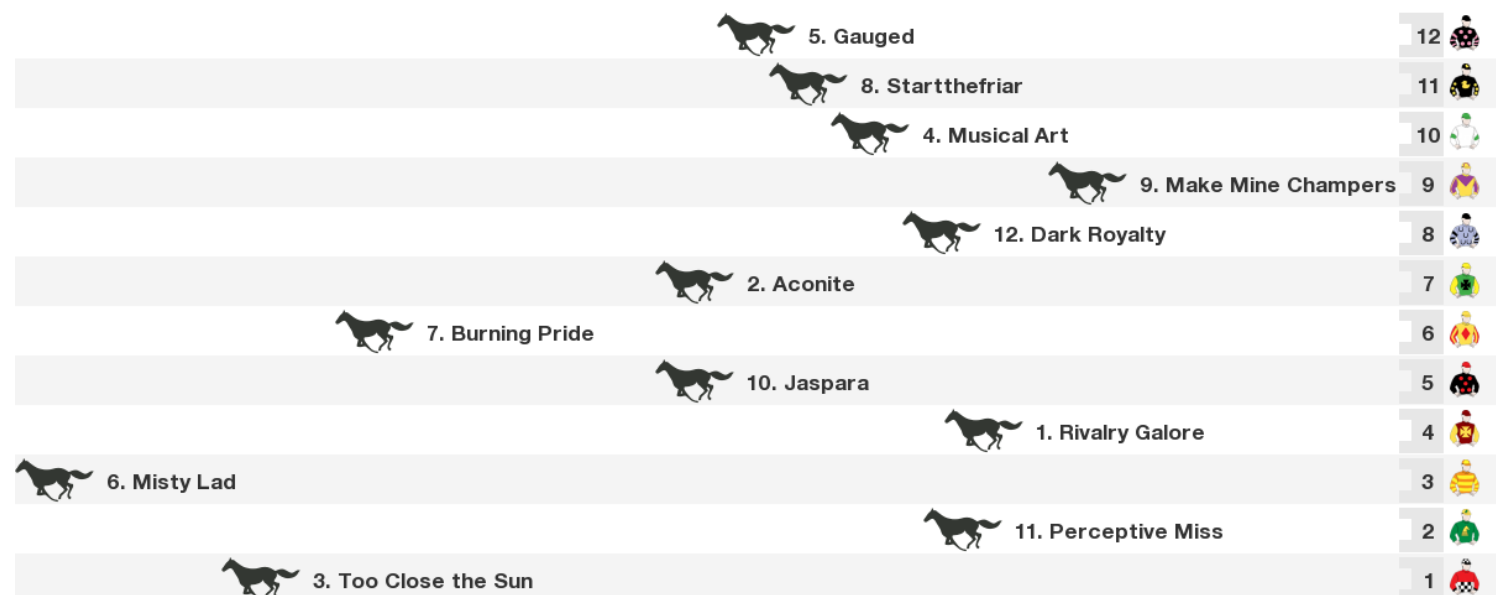 5. Gauged 12
8. Startthefriar 11
4. Musical Art 10
9. Make Mine Champers 9
12. Dark Royalty 8
2. Aconite 7
7. Burning Pride 6
10. Jaspara 5
1. Rivalry Galore 4
6. Misty Lad 3
11. Perceptive Miss 2
3. Too Close the Sun 1